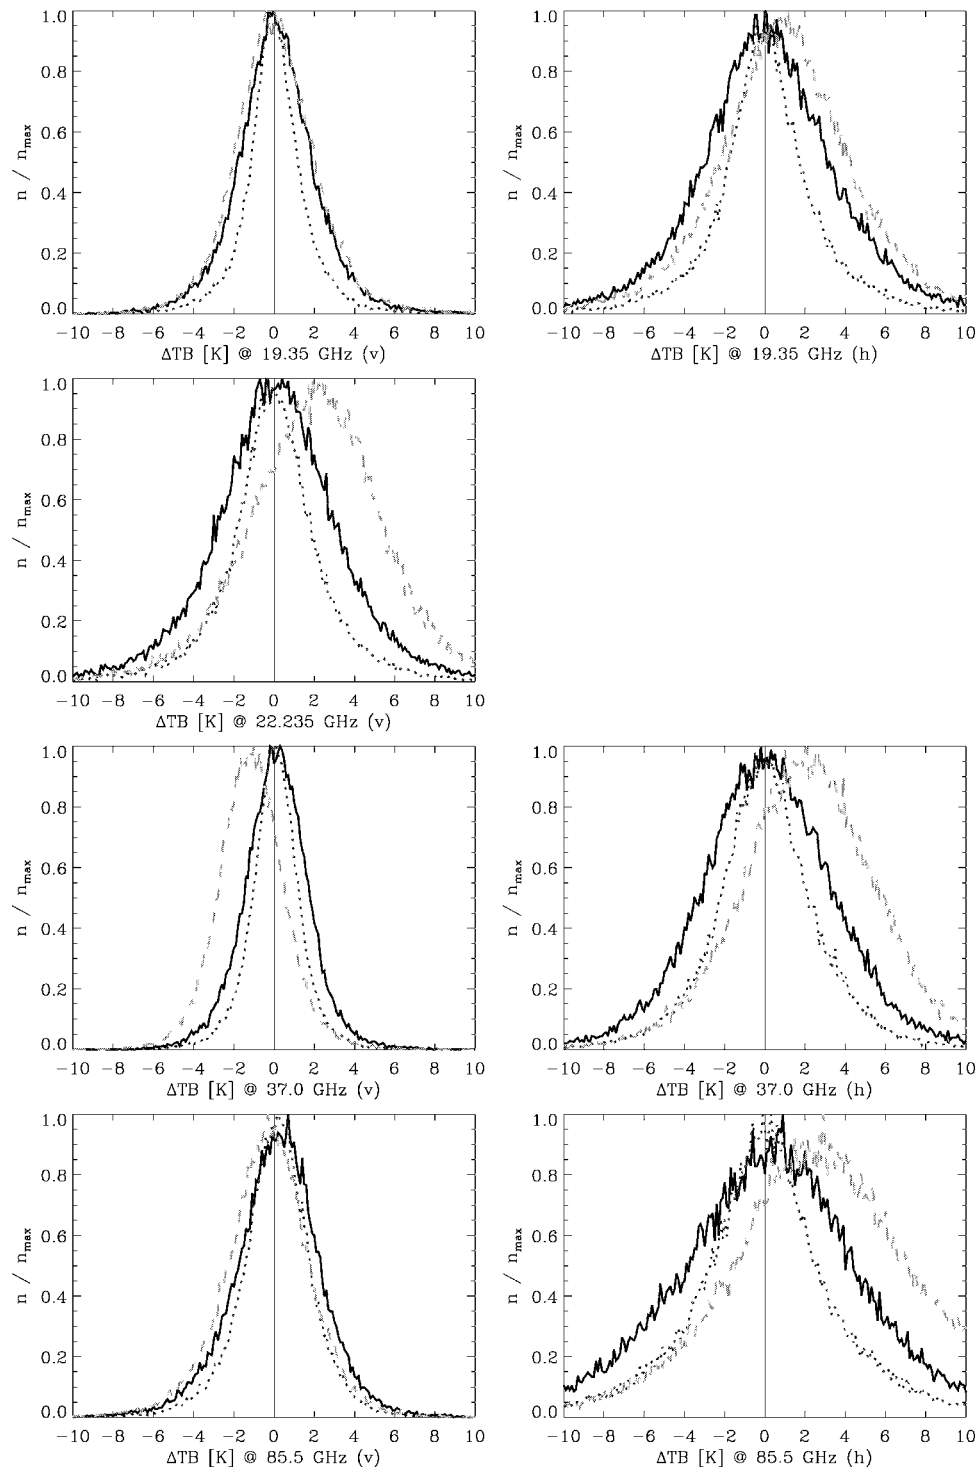 1.0
0.8
0.6
0.4
0.2
0.0
n / n_max
-10 -8 -6 -4 -2 0 2 4 6 8 10
ΔTB [K] @ 19.35 GHz (v)
1.0
0.8
0.6
0.4
0.2
0.0
n / n_max
-10 -8 -6 -4 -2 0 2 4 6 8 10
ΔTB [K] @ 19.35 GHz (h)
1.0
0.8
0.6
0.4
0.2
0.0
n / n_max
-10 -8 -6 -4 -2 0 2 4 6 8 10
ΔTB [K] @ 22.235 GHz (v)
1.0
0.8
0.6
0.4
0.2
0.0
n / n_max
-10 -8 -6 -4 -2 0 2 4 6 8 10
ΔTB [K] @ 37.0 GHz (v)
1.0
0.8
0.6
0.4
0.2
0.0
n / n_max
-10 -8 -6 -4 -2 0 2 4 6 8 10
ΔTB [K] @ 37.0 GHz (h)
1.0
0.8
0.6
0.4
0.2
0.0
n / n_max
-10 -8 -6 -4 -2 0 2 4 6 8 10
ΔTB [K] @ 85.5 GHz (v)
1.0
0.8
0.6
0.4
0.2
0.0
n / n_max
-10 -8 -6 -4 -2 0 2 4 6 8 10
ΔTB [K] @ 85.5 GHz (h)